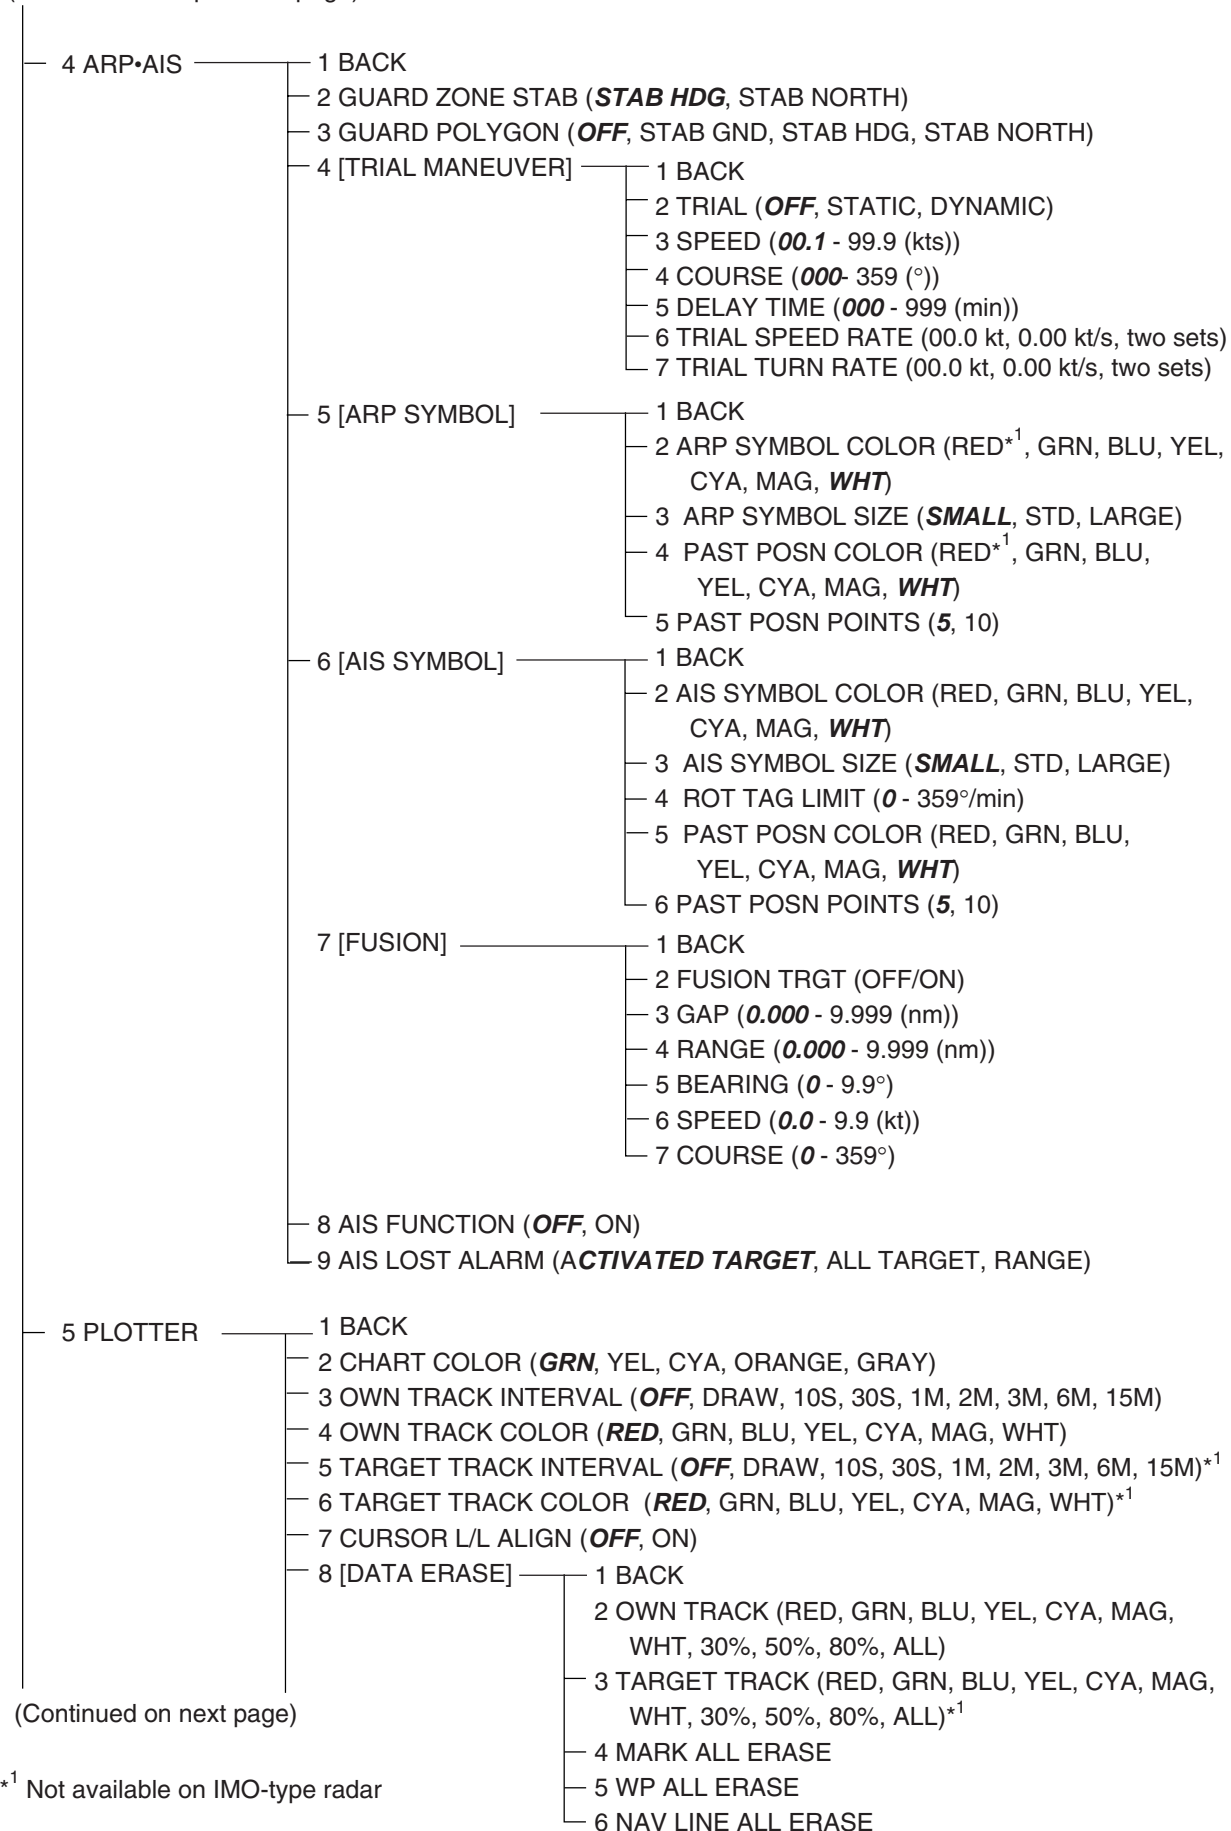 4 ARP•AIS
1 BACK
2 GUARD ZONE STAB (STAB HDG, STAB NORTH)
3 GUARD POLYGON (OFF, STAB GND, STAB HDG, STAB NORTH)
4 [TRIAL MANEUVER]
1 BACK
2 TRIAL (OFF, STATIC, DYNAMIC)
3 SPEED (00.1 - 99.9 (kts))
4 COURSE (000- 359 (°))
5 DELAY TIME (000 - 999 (min))
6 TRIAL SPEED RATE (00.0 kt, 0.00 kt/s, two sets)
7 TRIAL TURN RATE (00.0 kt, 0.00 kt/s, two sets)
5 [ARP SYMBOL]
1 BACK
2 ARP SYMBOL COLOR (RED*1, GRN, BLU, YEL,
CYA, MAG, WHT)
3 ARP SYMBOL SIZE (SMALL, STD, LARGE)
4 PAST POSN COLOR (RED*1, GRN, BLU,
YEL, CYA, MAG, WHT)
5 PAST POSN POINTS (5, 10)
6 [AIS SYMBOL]
1 BACK
2 AIS SYMBOL COLOR (RED, GRN, BLU, YEL,
CYA, MAG, WHT)
3 AIS SYMBOL SIZE (SMALL, STD, LARGE)
4 ROT TAG LIMIT (0 - 359°/min)
5 PAST POSN COLOR (RED, GRN, BLU,
YEL, CYA, MAG, WHT)
6 PAST POSN POINTS (5, 10)
7 [FUSION]
1 BACK
2 FUSION TRGT (OFF/ON)
3 GAP (0.000 - 9.999 (nm))
4 RANGE (0.000 - 9.999 (nm))
5 BEARING (0 - 9.9°)
6 SPEED (0.0 - 9.9 (kt))
7 COURSE (0 - 359°)
8 AIS FUNCTION (OFF, ON)
9 AIS LOST ALARM (ACTIVATED TARGET, ALL TARGET, RANGE)
5 PLOTTER
1 BACK
2 CHART COLOR (GRN, YEL, CYA, ORANGE, GRAY)
3 OWN TRACK INTERVAL (OFF, DRAW, 10S, 30S, 1M, 2M, 3M, 6M, 15M)
4 OWN TRACK COLOR (RED, GRN, BLU, YEL, CYA, MAG, WHT)
5 TARGET TRACK INTERVAL (OFF, DRAW, 10S, 30S, 1M, 2M, 3M, 6M, 15M)*1
6 TARGET TRACK COLOR (RED, GRN, BLU, YEL, CYA, MAG, WHT)*1
7 CURSOR L/L ALIGN (OFF, ON)
8 [DATA ERASE]
1 BACK
2 OWN TRACK (RED, GRN, BLU, YEL, CYA, MAG,
WHT, 30%, 50%, 80%, ALL)
3 TARGET TRACK (RED, GRN, BLU, YEL, CYA, MAG,
WHT, 30%, 50%, 80%, ALL)*1
4 MARK ALL ERASE
5 WP ALL ERASE
6 NAV LINE ALL ERASE
(Continued on next page)
*1 Not available on IMO-type radar